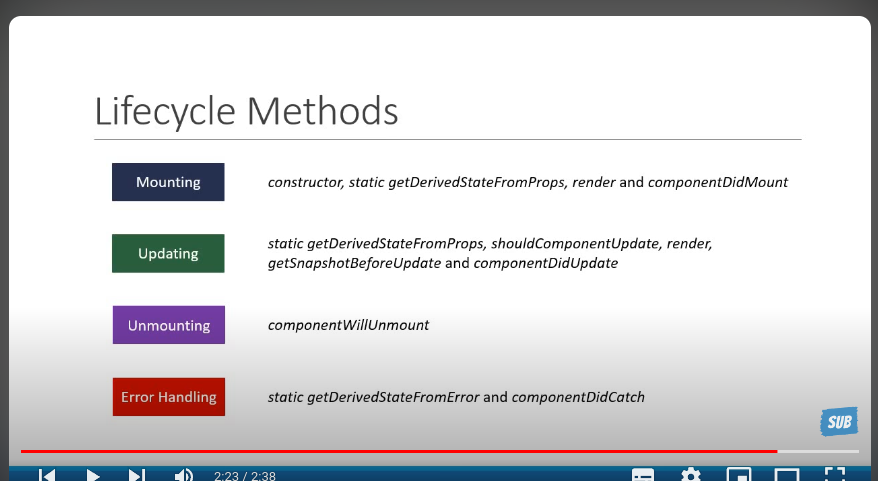 Lifecycle Methods
Mounting
constructor, static getDerivedStateFromProps, render and componentDidMount
Updating
static getDerivedStateFromProps, shouldComponentUpdate, render,
getSnapshotBeforeUpdate and componentDidUpdate
Unmounting
componentWillUnmount
Error Handling
static getDerivedStateFromError and componentDidCatch
SUB
2:23 / 2:38